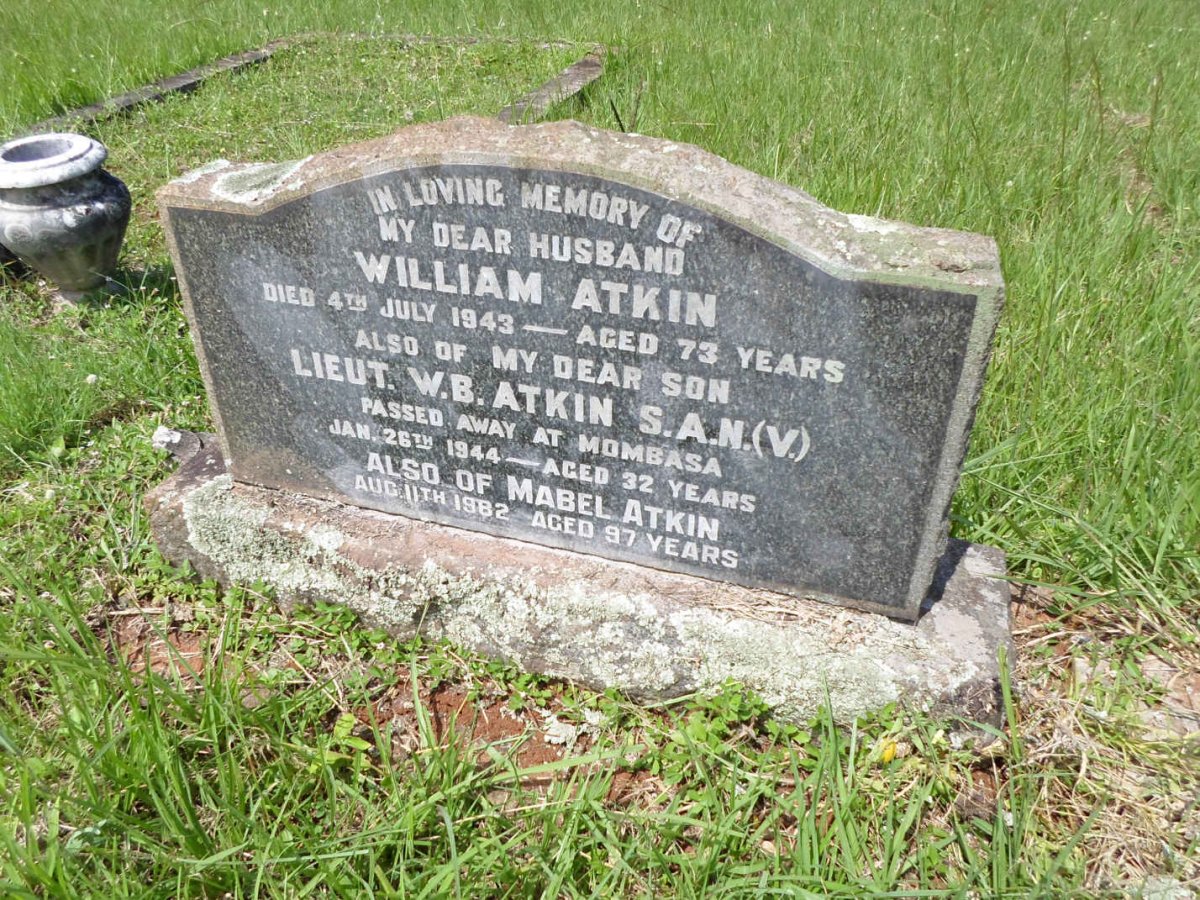 IN LOVING MEMORY OF
MY DEAR HUSBAND
WILLIAM ATKIN
DIED 4TH JULY 1943 — AGED 73 YEARS
ALSO OF MY DEAR SON
LIEUT. W.B. ATKIN S.A.N.(V.)
PASSED AWAY AT MOMBASA
JAN. 26TH 1944 — AGED 32 YEARS
ALSO OF MABEL ATKIN
AUG. 11TH 1982 AGED 97 YEARS